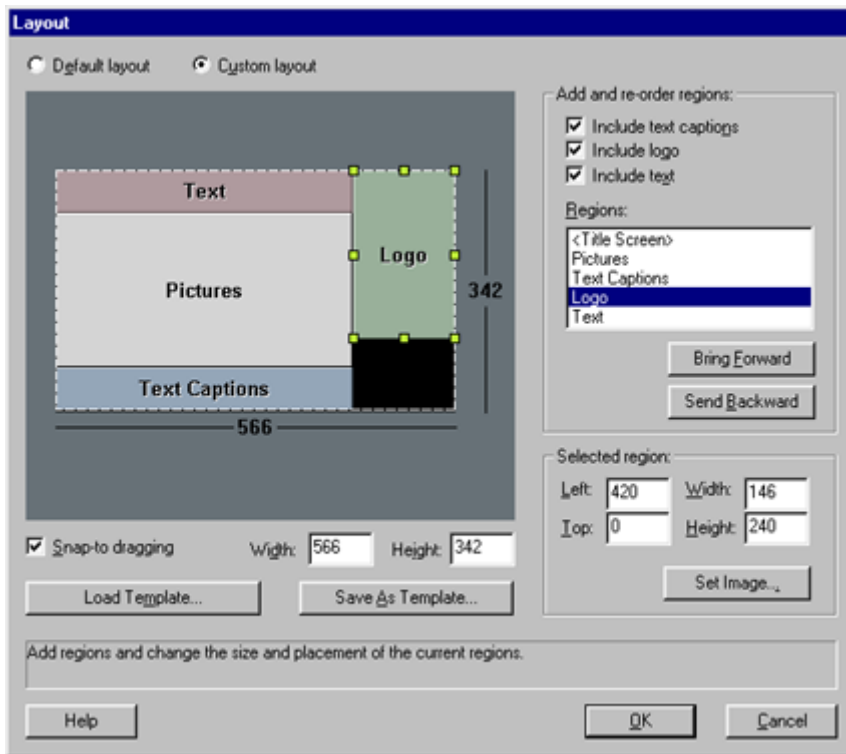 Layout
Default layout
Custom layout
Text
Logo
Pictures
342
Text Captions
566
Snap-to dragging
Width: 566
Height: 342
Load Template...
Save As Template...
Add and re-order regions:
Include text captions
Include logo
Include text
Regions:
<Title Screen>
Pictures
Text Captions
Logo
Text
Bring Forward
Send Backward
Selected region:
Left: 420 Width: 146
Top: 0 Height: 240
Set Image...
Add regions and change the size and placement of the current regions.
Help
OK
Cancel